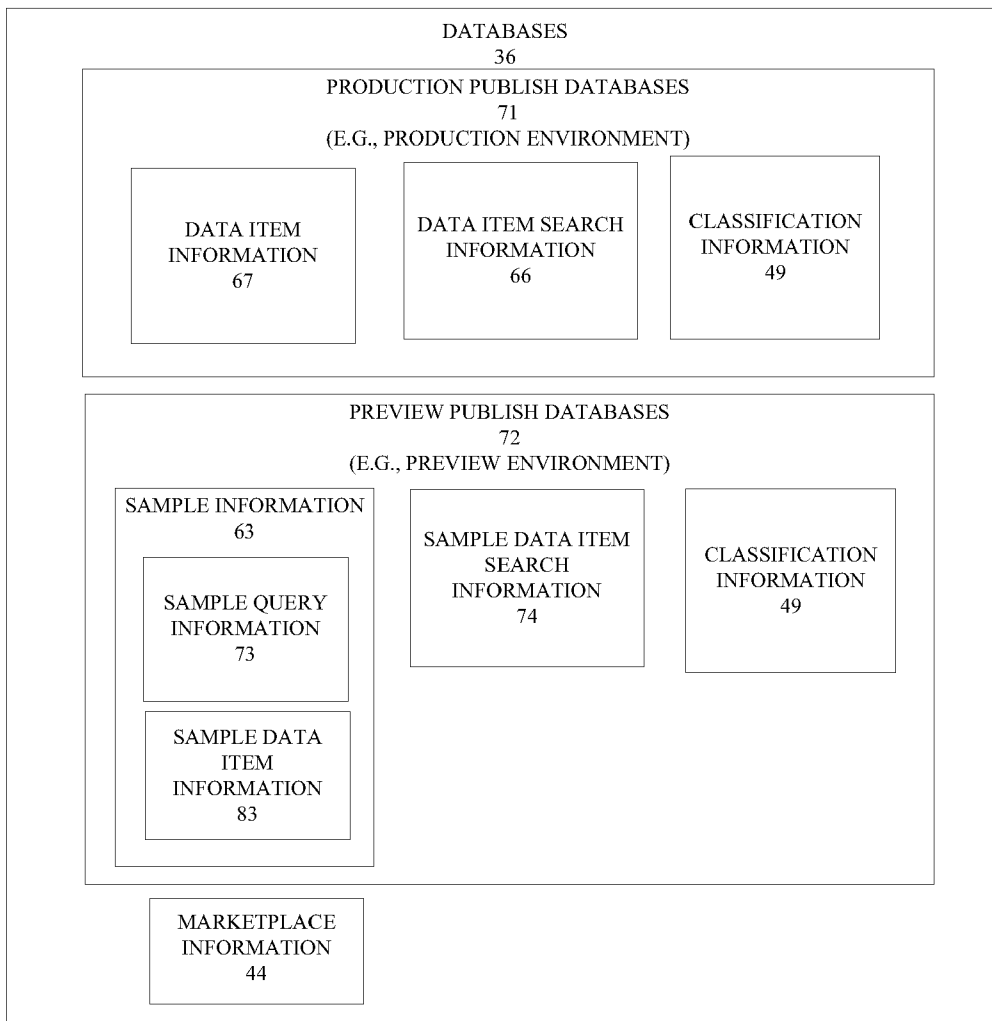 DATABASES
36
PRODUCTION PUBLISH DATABASES
71
(E.G., PRODUCTION ENVIRONMENT)
DATA ITEM
INFORMATION
67
DATA ITEM SEARCH
INFORMATION
66
CLASSIFICATION
INFORMATION
49
PREVIEW PUBLISH DATABASES
72
(E.G., PREVIEW ENVIRONMENT)
SAMPLE INFORMATION
63
SAMPLE QUERY
INFORMATION
73
SAMPLE DATA
ITEM
INFORMATION
83
SAMPLE DATA ITEM
SEARCH
INFORMATION
74
CLASSIFICATION
INFORMATION
49
MARKETPLACE
INFORMATION
44